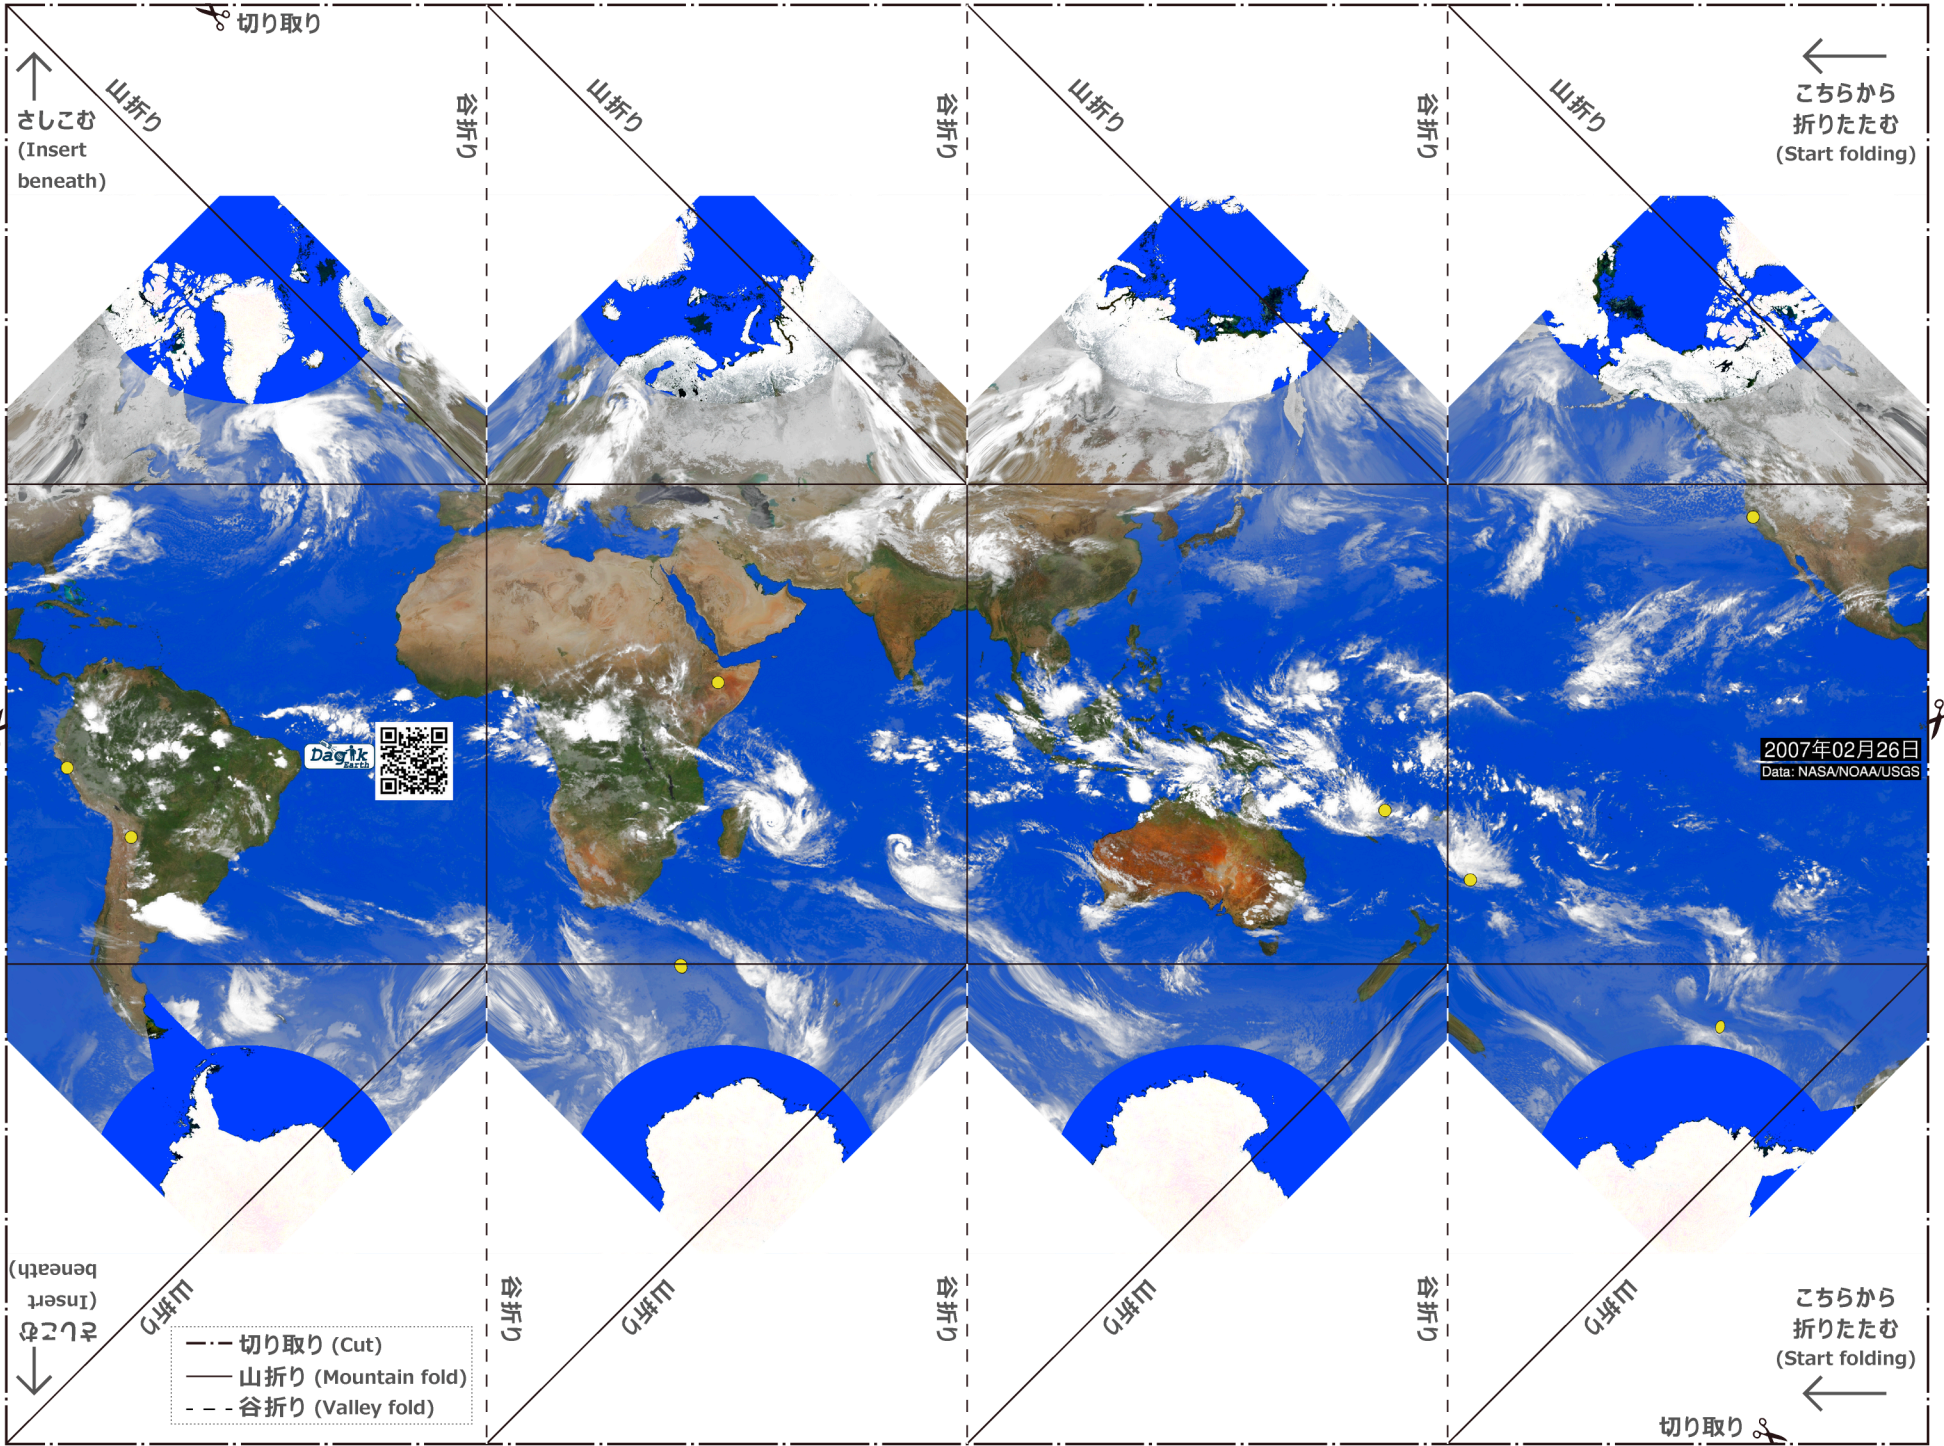 切り取り
山折り
谷折り
山折り
谷折り
山折り
谷折り
山折り
さしこむ
(Insert
beneath)
こちらから
折りたたむ
(Start folding)
Dagik
Earth
2007年02月26日
Data: NASA/NOAA/USGS
さしこむ
(Insert
beneath)
山折り
谷折り
山折り
谷折り
山折り
谷折り
山折り
こちらから
折りたたむ
(Start folding)
切り取り (Cut)
山折り (Mountain fold)
谷折り (Valley fold)
切り取り